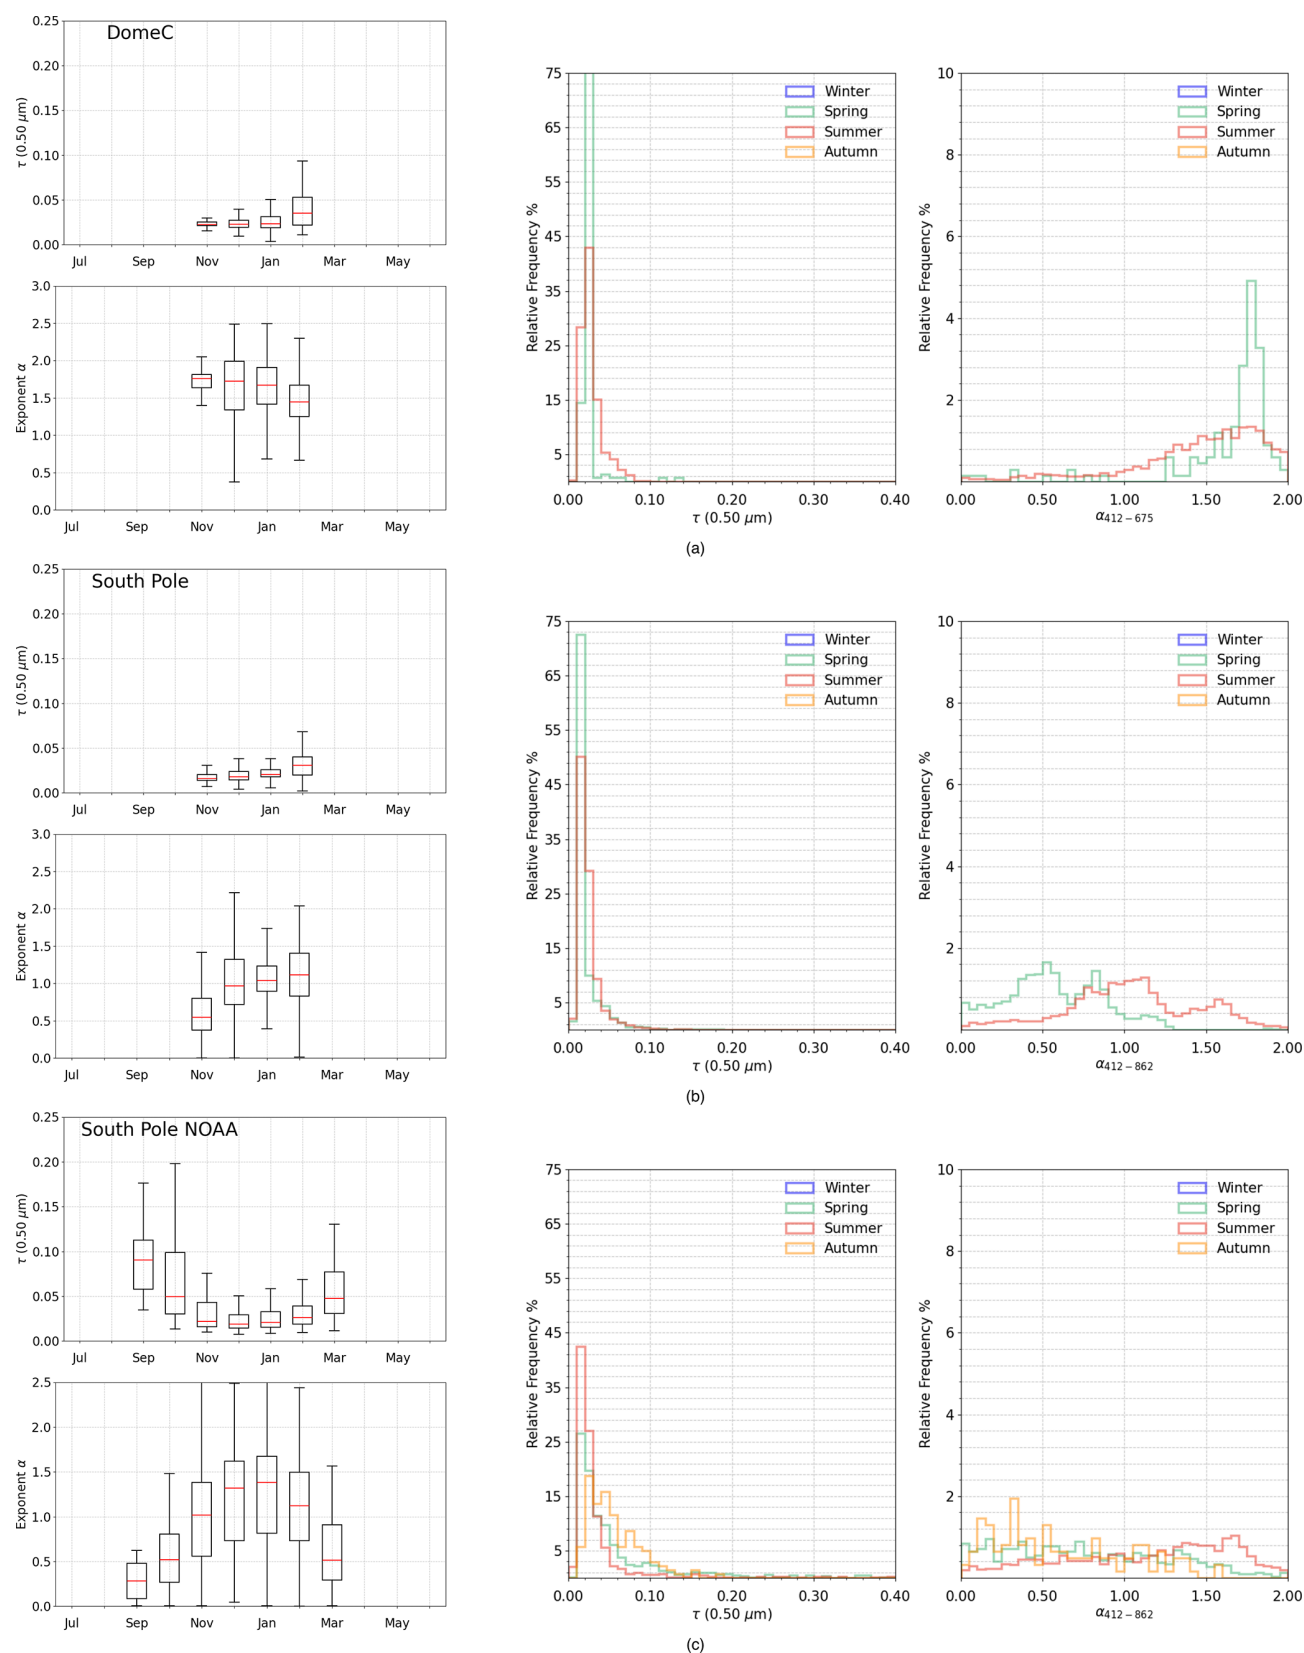 DomeC
τ (0.50 μm)
0.25
0.20
0.15
0.10
0.05
0.00
Jul Sep Nov Jan Mar May
Exponent α
3.0
2.5
2.0
1.5
1.0
0.5
0.0
Jul Sep Nov Jan Mar May
Relative Frequency %
75
65
55
45
35
25
15
5
Winter
Spring
Summer
Autumn
0.00 0.10 0.20 0.30 0.40
τ (0.50 μm)
Relative Frequency %
10
8
6
4
2
Winter
Spring
Summer
Autumn
0.00 0.50 1.00 1.50 2.00
α412−675
(a)
South Pole
τ (0.50 μm)
0.25
0.20
0.15
0.10
0.05
0.00
Jul Sep Nov Jan Mar May
Exponent α
3.0
2.5
2.0
1.5
1.0
0.5
0.0
Jul Sep Nov Jan Mar May
Relative Frequency %
75
65
55
45
35
25
15
5
Winter
Spring
Summer
Autumn
0.00 0.10 0.20 0.30 0.40
τ (0.50 μm)
Relative Frequency %
10
8
6
4
2
Winter
Spring
Summer
Autumn
0.00 0.50 1.00 1.50 2.00
α412−862
(b)
South Pole NOAA
τ (0.50 μm)
0.25
0.20
0.15
0.10
0.05
0.00
Jul Sep Nov Jan Mar May
Exponent α
2.5
2.0
1.5
1.0
0.5
0.0
Jul Sep Nov Jan Mar May
Relative Frequency %
75
65
55
45
35
25
15
5
Winter
Spring
Summer
Autumn
0.00 0.10 0.20 0.30 0.40
τ (0.50 μm)
Relative Frequency %
10
8
6
4
2
Winter
Spring
Summer
Autumn
0.00 0.50 1.00 1.50 2.00
α412−862
(c)